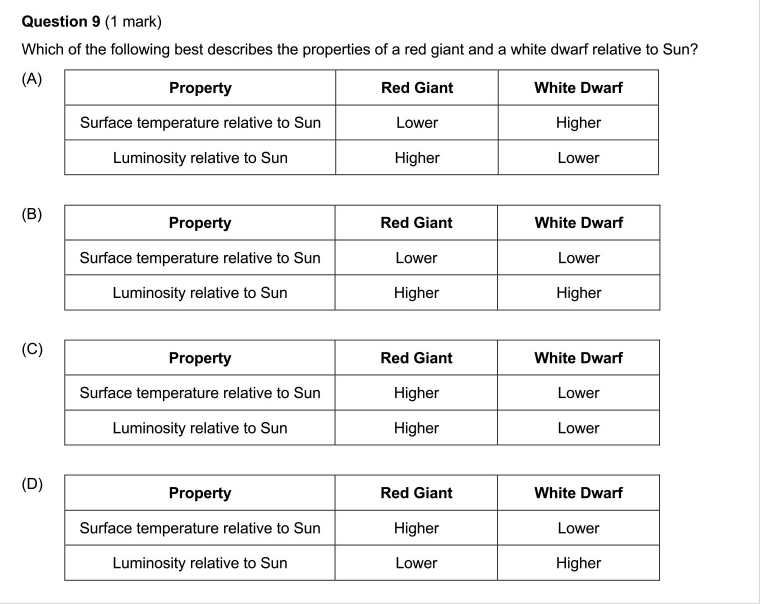 Question 9 (1 mark)
Which of the following best describes the properties of a red giant and a white dwarf relative to Sun?
(A)
Property Red Giant White Dwarf
Surface temperature relative to Sun Lower Higher
Luminosity relative to Sun Higher Lower
(B)
Property Red Giant White Dwarf
Surface temperature relative to Sun Lower Lower
Luminosity relative to Sun Higher Higher
(C)
Property Red Giant White Dwarf
Surface temperature relative to Sun Higher Lower
Luminosity relative to Sun Higher Lower
(D)
Property Red Giant White Dwarf
Surface temperature relative to Sun Higher Lower
Luminosity relative to Sun Lower Higher